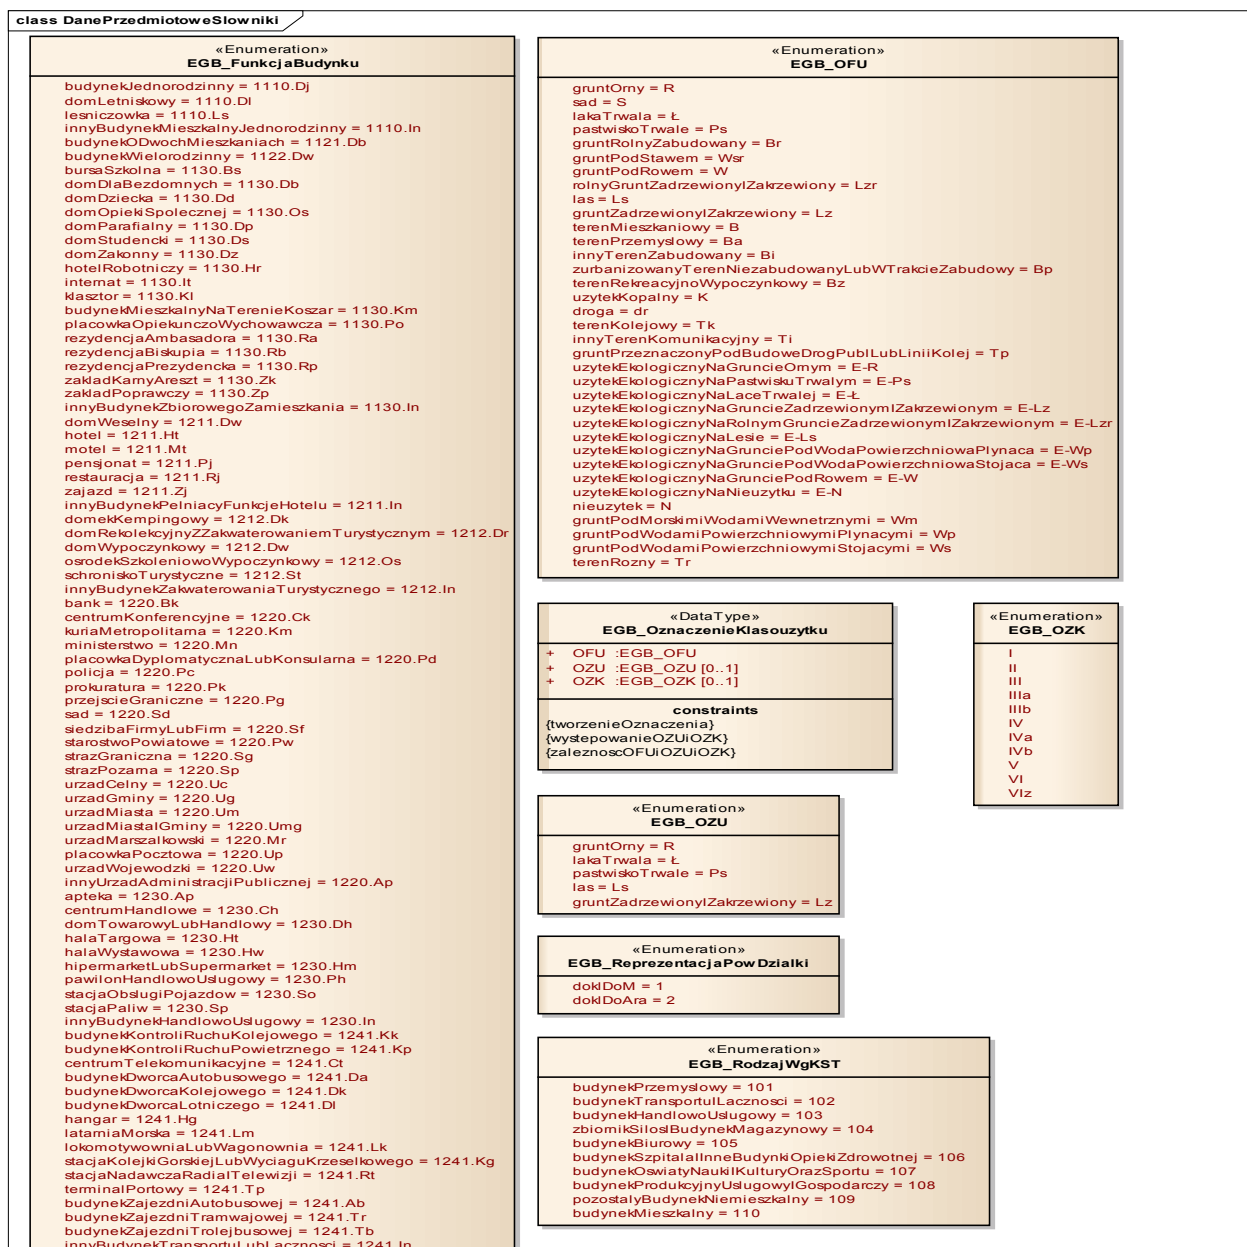 class DanePrzedmiotoweSlowniki
«Enumeration»
EGB_FunkcjaBudynku
budynekJednorodzinny = 1110.Dj
domLetniskowy = 1110.Dl
lesniczowka = 1110.Ls
innyBudynekMieszkalnyJednorodzinny = 1110.In
budynekODwochMieszkaniach = 1121.Db
budynekWielorodzinny = 1122.Dw
bursaSzkolna = 1130.Bs
domDlaBezdomnych = 1130.Db
domDziecka = 1130.Dd
domOpiekiSpolecznej = 1130.Os
domParafialny = 1130.Dp
domStudencki = 1130.Ds
domZakonny = 1130.Dz
hotelRobotniczy = 1130.Hr
internat = 1130.It
klasztor = 1130.Kl
budynekMieszkalnyNaTerenieKoszar = 1130.Km
placowkaOpiekunczoWychowawcza = 1130.Po
rezydencjaAmbasadora = 1130.Ra
rezydencjaBiskupia = 1130.Rb
rezydencjaPrezydencka = 1130.Rp
zakladKarnyAreszt = 1130.Zk
zakladPoprawczy = 1130.Zp
innyBudynekZbiorowegoZamieszkania = 1130.In
domWeselny = 1211.Dw
hotel = 1211.Ht
motel = 1211.Mt
pensjonat = 1211.Pj
restauracja = 1211.Rj
zajazd = 1211.Zj
innyBudynekPelniacyFunkcjeHotelu = 1211.In
domekKempingowy = 1212.Dk
domRekolekcyjnyZZakwaterowaniemTurystycznym = 1212.Dr
domWypoczynkowy = 1212.Dw
osrodekSzkoleniowoWypoczynkowy = 1212.Os
schroniskoTurystyczne = 1212.St
innyBudynekZakwaterowaniaTurystycznego = 1212.In
bank = 1220.Bk
centrumKonferencyjne = 1220.Ck
kuriaMetropolitarna = 1220.Km
ministerstwo = 1220.Mn
placowkaDyplomatycznaLubKonsularna = 1220.Pd
policja = 1220.Pc
prokuratura = 1220.Pk
przejscieGraniczne = 1220.Pg
sad = 1220.Sd
siedzibaFirmyLubFirm = 1220.Sf
starostwoPowiatowe = 1220.Pw
strazGraniczna = 1220.Sg
strazPozarna = 1220.Sp
urzadCelny = 1220.Uc
urzadGminy = 1220.Ug
urzadMiasta = 1220.Um
urzadMiastaIGminy = 1220.Umg
urzadMarszalkowski = 1220.Mr
placowkaPocztowa = 1220.Up
urzadWojewodzki = 1220.Uw
innyUrzadAdministracjiPublicznej = 1220.Ap
apteka = 1230.Ap
centrumHandlowe = 1230.Ch
domTowarowyLubHandlowy = 1230.Dh
halaTargowa = 1230.Ht
halaWystawowa = 1230.Hw
hipermarketLubSupermarket = 1230.Hm
pawilonHandlowoUslugowy = 1230.Ph
stacjaObslugiPojazdow = 1230.So
stacjaPaliw = 1230.Sp
innyBudynekHandlowoUslugowy = 1230.In
budynekKontroliRuchuKolejowego = 1241.Kk
budynekKontroliRuchuPowietrznego = 1241.Kp
centrumTelekomunikacyjne = 1241.Ct
budynekDworcaAutobusowego = 1241.Da
budynekDworcaKolejowego = 1241.Dk
budynekDworcaLotniczego = 1241.Dl
hangar = 1241.Hg
latarniaMorska = 1241.Lm
lokomotywowniaLubWagonownia = 1241.Lk
stacjaKolejkiGorskiejLubWyciaguKrzeselkowego = 1241.Kg
stacjaNadawczaRadiaITelewizji = 1241.Rt
terminalPortowy = 1241.Tp
budynekZajezdniAutobusowej = 1241.Ab
budynekZajezdniTramwajowej = 1241.Tr
budynekZajezdniTrolejbusowej = 1241.Tb
innyBudynekTransportuLubLacznosci = 1241.In
«Enumeration»
EGB_OFU
gruntOrny = R
sad = S
lakaTrwala = Ł
pastwiskoTrwale = Ps
gruntRolnyZabudowany = Br
gruntPodStawem = Wsr
gruntPodRowem = W
rolnyGruntZadrzewionyIZakrzewiony = Lzr
las = Ls
gruntZadrzewionyIZakrzewiony = Lz
terenMieszkaniowy = B
terenPrzemyslowy = Ba
innyTerenZabudowany = Bi
zurbanizowanyTerenNiezabudowanyLubWTrakcieZabudowy = Bp
terenRekreacyjnoWypoczynkowy = Bz
uzytekKopalny = K
droga = dr
terenKolejowy = Tk
innyTerenKomunikacyjny = Ti
gruntPrzeznaczonyPodBudoweDrogPublLubLiniiKolej = Tp
uzytekEkologicznyNaGruncieOrnym = E-R
uzytekEkologicznyNaPastwiskuTrwalym = E-Ps
uzytekEkologicznyNaLaceTrwalej = E-Ł
uzytekEkologicznyNaGruncieZadrzewionymIZakrzewionym = E-Lz
uzytekEkologicznyNaRolnymGruncieZadrzewionymIZakrzewionym = E-Lzr
uzytekEkologicznyNaLesie = E-Ls
uzytekEkologicznyNaGrunciePodWodaPowierzchniowaPlynaca = E-Wp
uzytekEkologicznyNaGrunciePodWodaPowierzchniowaStojaca = E-Ws
uzytekEkologicznyNaGrunciePodRowem = E-W
uzytekEkologicznyNaNieuzytku = E-N
nieuzytek = N
gruntPodMorskimiWodamiWewnetrznymi = Wm
gruntPodWodamiPowierzchniowymiPlynacymi = Wp
gruntPodWodamiPowierzchniowymiStojacymi = Ws
terenRozny = Tr
«DataType»
EGB_OznaczenieKlasouzytku
+ OFU :EGB_OFU
+ OZU :EGB_OZU [0..1]
+ OZK :EGB_OZK [0..1]
constraints
{tworzenieOznaczenia}
{wystepowanieOZUiOZK}
{zaleznoscOFUiOZUiOZK}
«Enumeration»
EGB_OZK
I
II
III
IIIa
IIIb
IV
IVa
IVb
V
VI
VIz
«Enumeration»
EGB_OZU
gruntOrny = R
lakaTrwala = Ł
pastwiskoTrwale = Ps
las = Ls
gruntZadrzewionyIZakrzewiony = Lz
«Enumeration»
EGB_ReprezentacjaPowDzialki
doklDoM = 1
doklDoAra = 2
«Enumeration»
EGB_RodzajWgKST
budynekPrzemyslowy = 101
budynekTransportuILacznosci = 102
budynekHandlowoUslugowy = 103
zbiornikSilosIBudynekMagazynowy = 104
budynekBiurowy = 105
budynekSzpitalaIInneBudynkiOpiekiZdrowotnej = 106
budynekOswiatyNaukiIKulturyOrazSportu = 107
budynekProdukcyjnyUslugowyIGospodarczy = 108
pozostalyBudynekNiemieszkalny = 109
budynekMieszkalny = 110